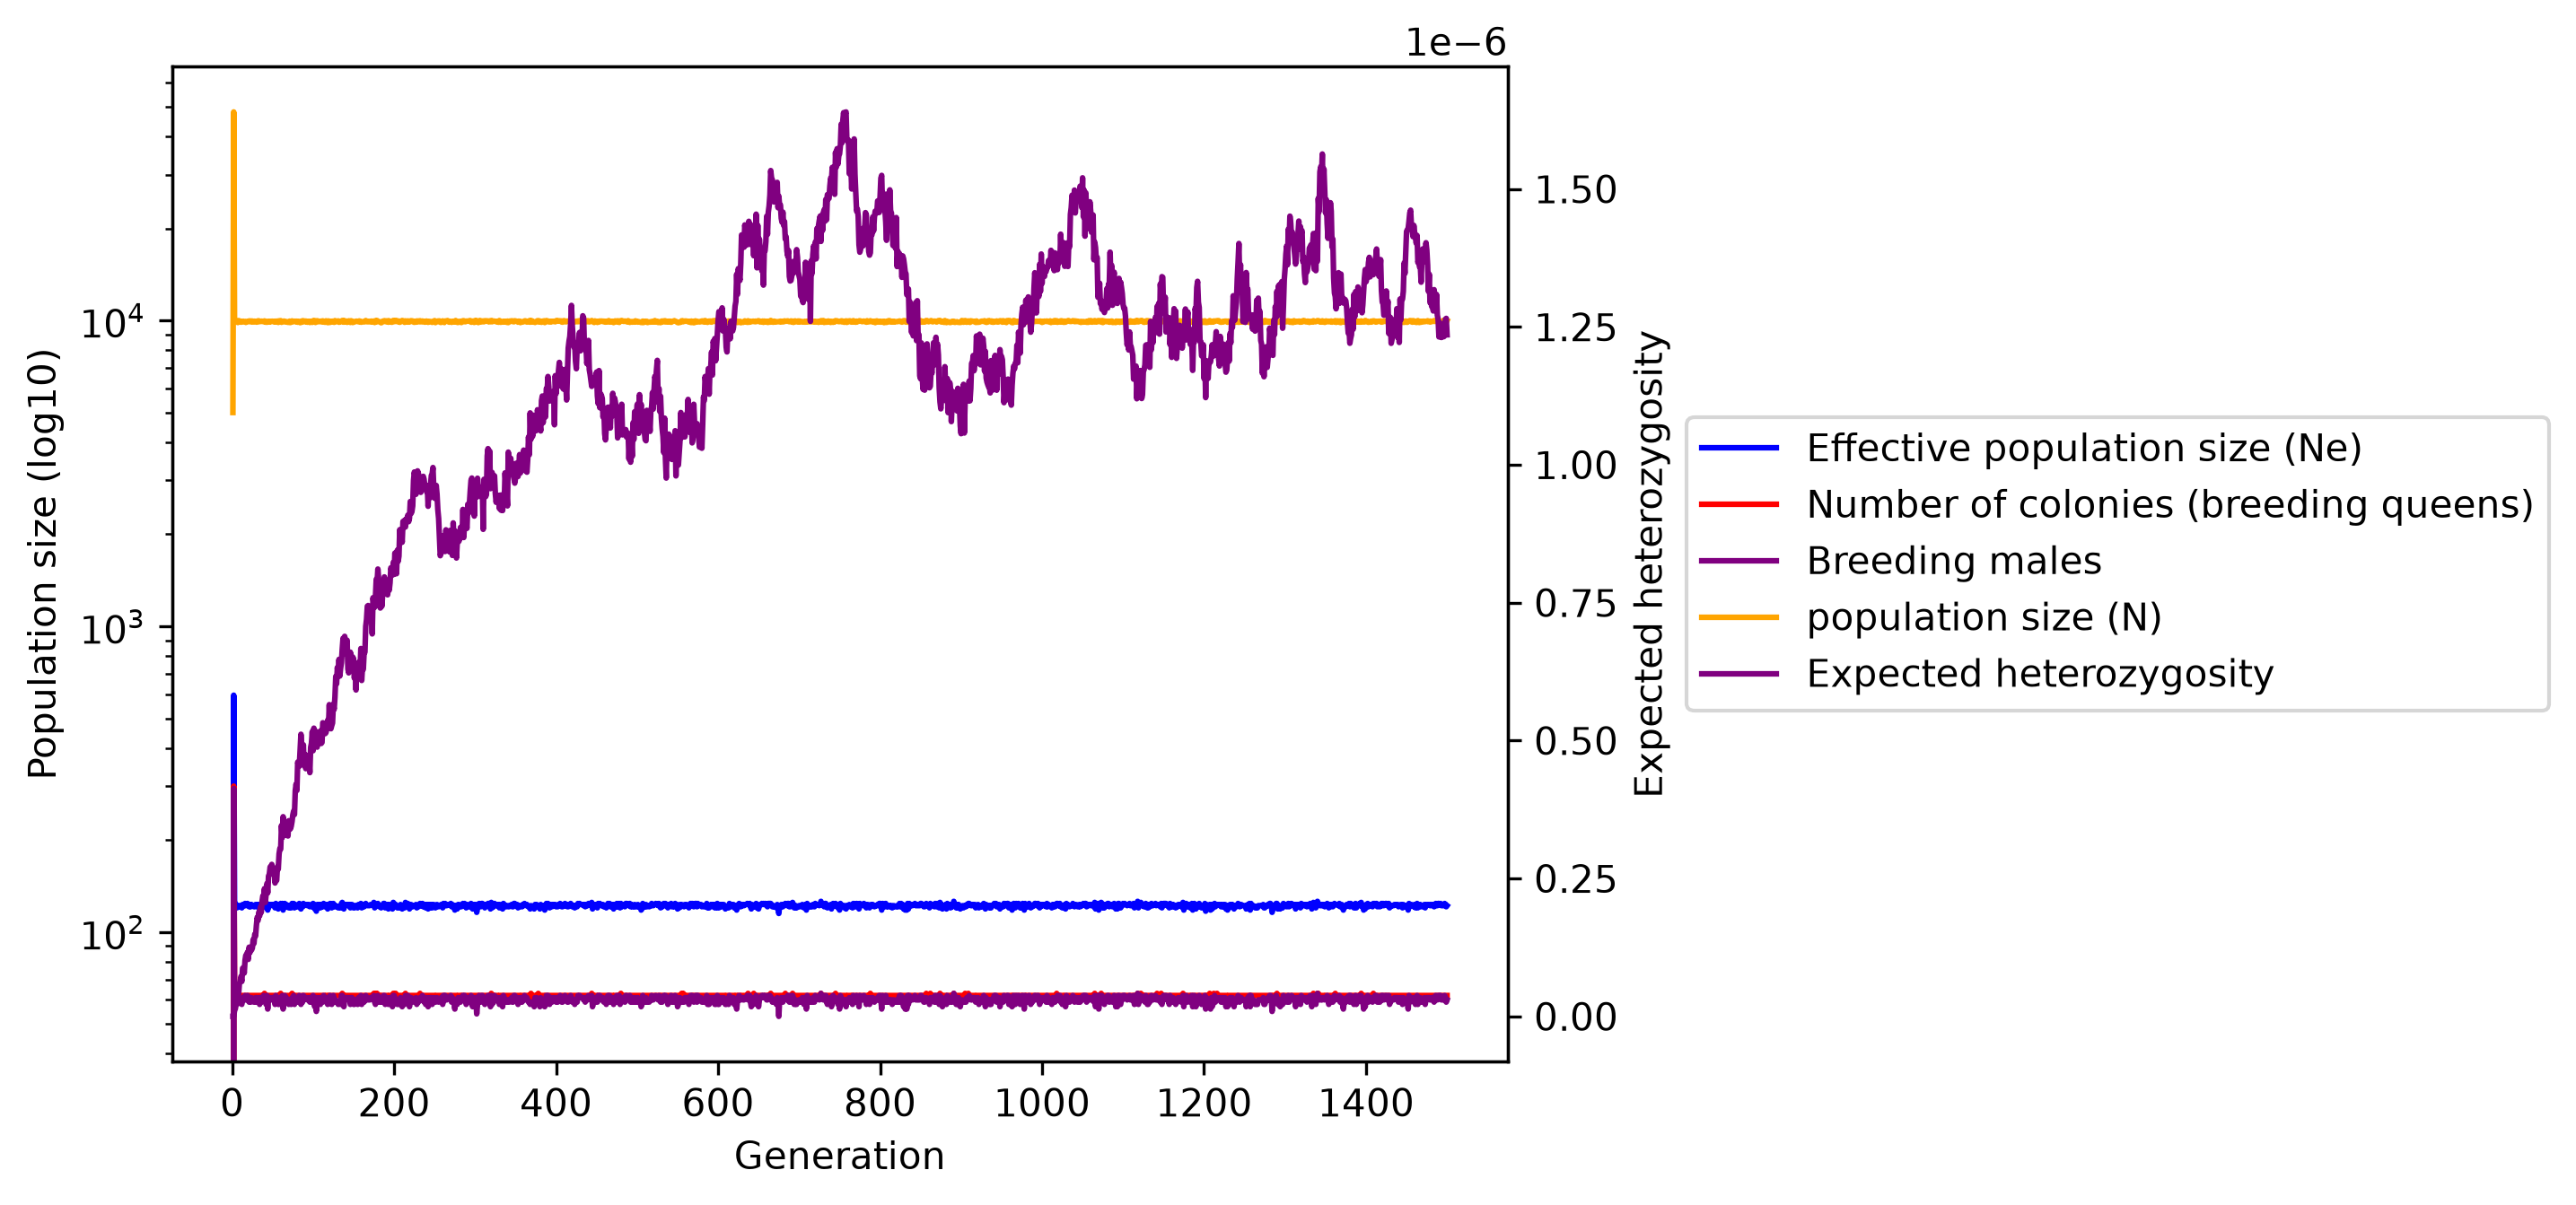 1e−6
Population size (log10)
10⁴
10³
10²
1.50
1.25
1.00
0.75
0.50
0.25
0.00
Expected heterozygosity
Effective population size (Ne)
Number of colonies (breeding queens)
Breeding males
population size (N)
Expected heterozygosity
0 200 400 600 800 1000 1200 1400
Generation